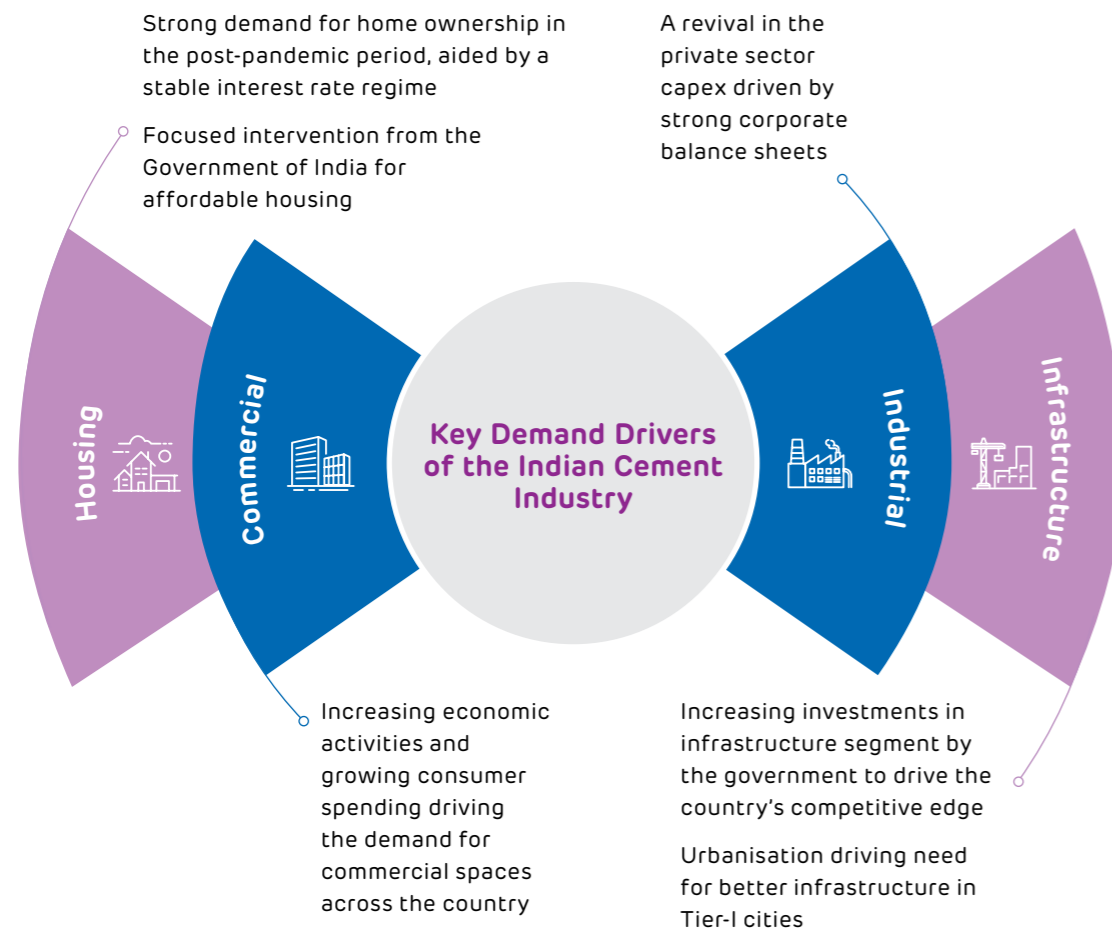 Strong demand for home ownership in
the post-pandemic period, aided by a
stable interest rate regime
Focused intervention from the
Government of India for
affordable housing
A revival in the
private sector
capex driven by
strong corporate
balance sheets
Housing
Commercial
Key Demand Drivers
of the Indian Cement
Industry
Industrial
Infrastructure
Increasing economic
activities and
growing consumer
spending driving
the demand for
commercial spaces
across the country
Increasing investments in
infrastructure segment by
the government to drive the
country's competitive edge
Urbanisation driving need
for better infrastructure in
Tier-I cities